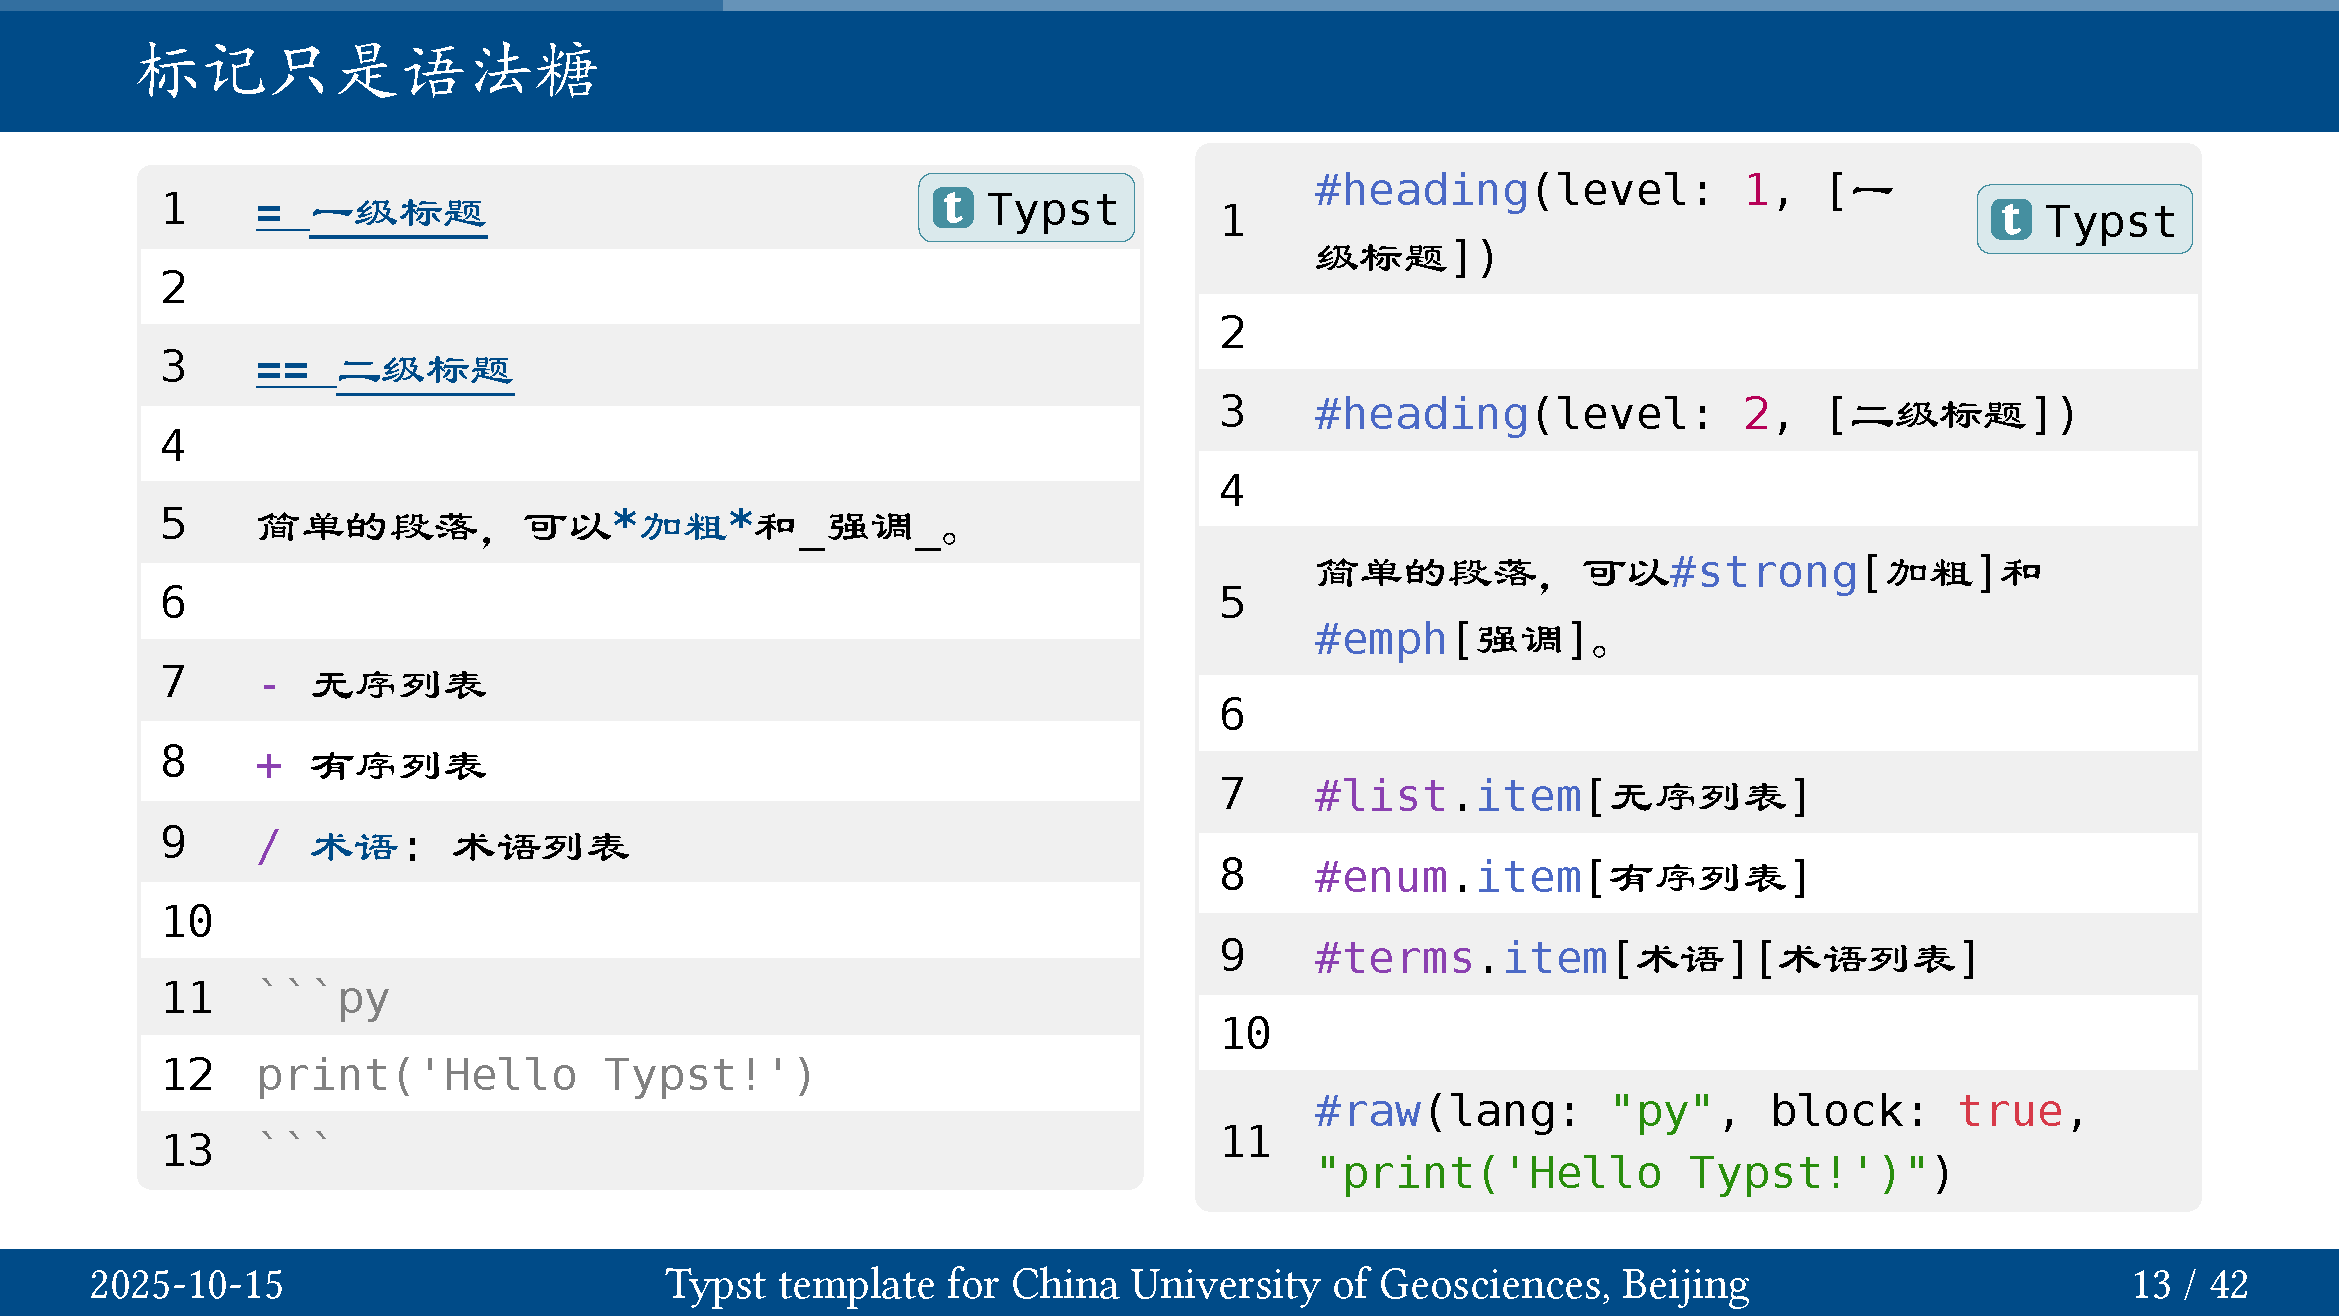 标记只是语法糖
1 = 一级标题
Typst
2
3 == 二级标题
4
5 简单的段落，可以*加粗*和_强调_。
6
7 - 无序列表
8 + 有序列表
9 / 术语: 术语列表
10
11 ```py
12 print('Hello Typst!')
13 ```
1 #heading(level: 1, [一
级标题])
Typst
2
3 #heading(level: 2, [二级标题])
4
5 简单的段落，可以#strong[加粗]和
#emph[强调]。
6
7 #list.item[无序列表]
8 #enum.item[有序列表]
9 #terms.item[术语][术语列表]
10
11 #raw(lang: "py", block: true,
"print('Hello Typst!')")
2025-10-15
Typst template for China University of Geosciences, Beijing
13 / 42